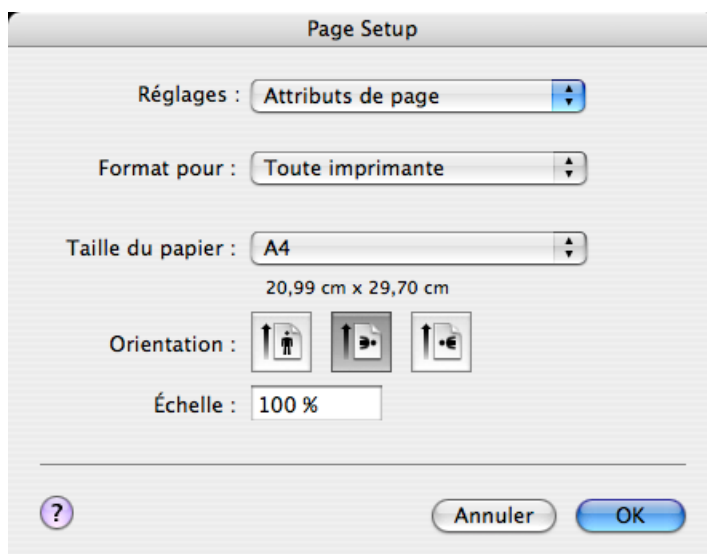 Page Setup
Réglages : Attributs de page
Format pour : Toute imprimante
Taille du papier : A4
20,99 cm x 29,70 cm
Orientation :
Échelle : 100 %
? Annuler OK